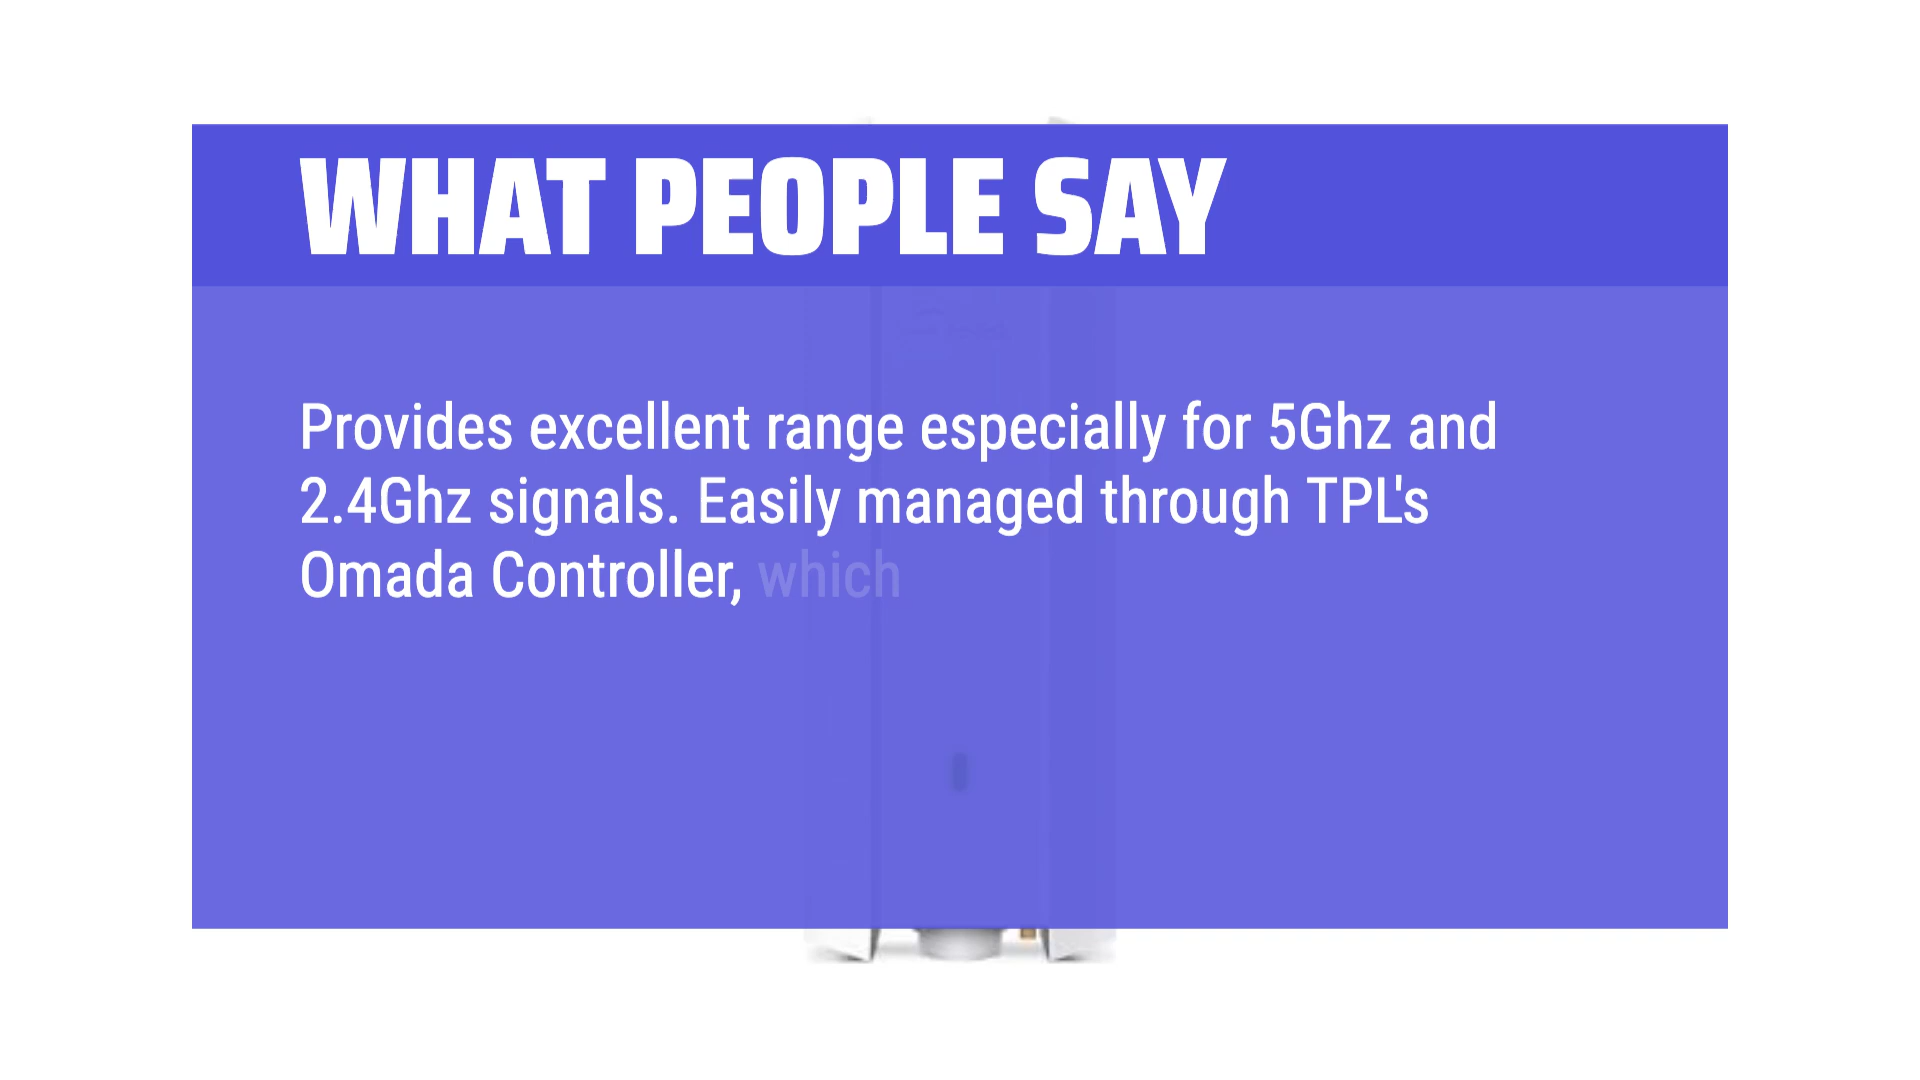 WHAT PEOPLE SAY
Provides excellent range especially for 5Ghz and
2.4Ghz signals. Easily managed through TPL's
Omada Controller, which